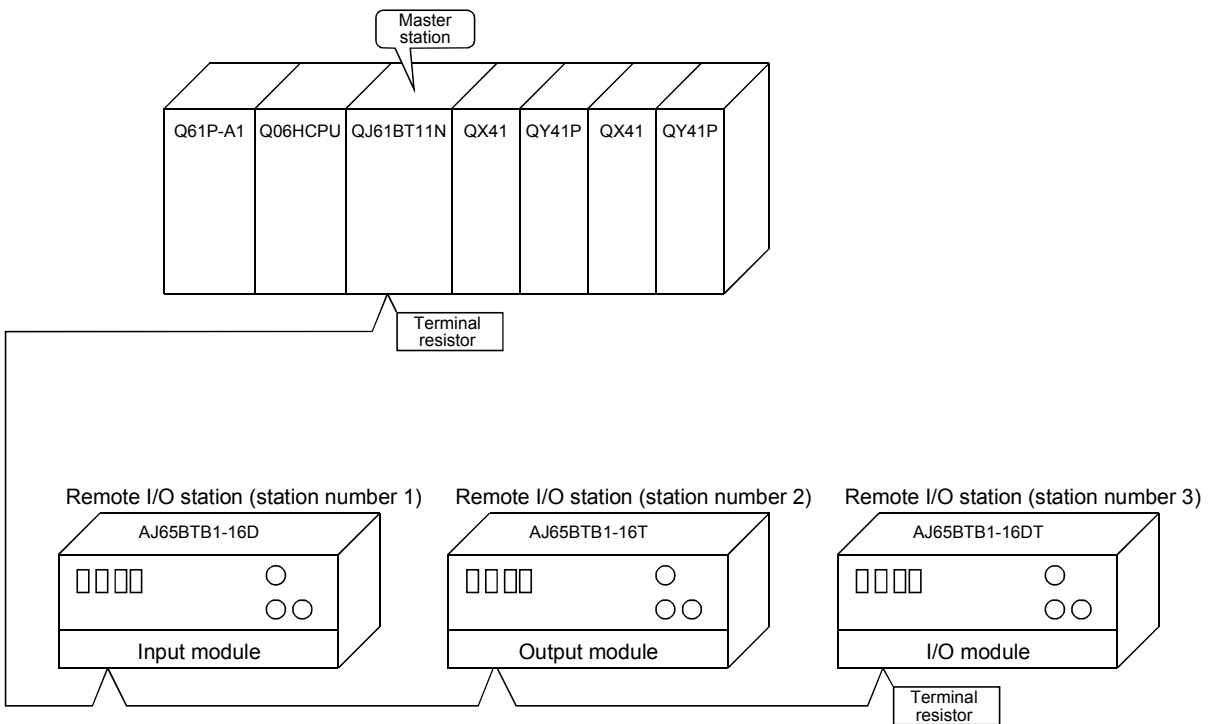 Master
station
Q61P-A1 Q06HCPU QJ61BT11N QX41 QY41P QX41 QY41P
Terminal
resistor
Remote I/O station (station number 1) Remote I/O station (station number 2) Remote I/O station (station number 3)
AJ65BTB1-16D AJ65BTB1-16T AJ65BTB1-16DT
Input module Output module I/O module
Terminal
resistor